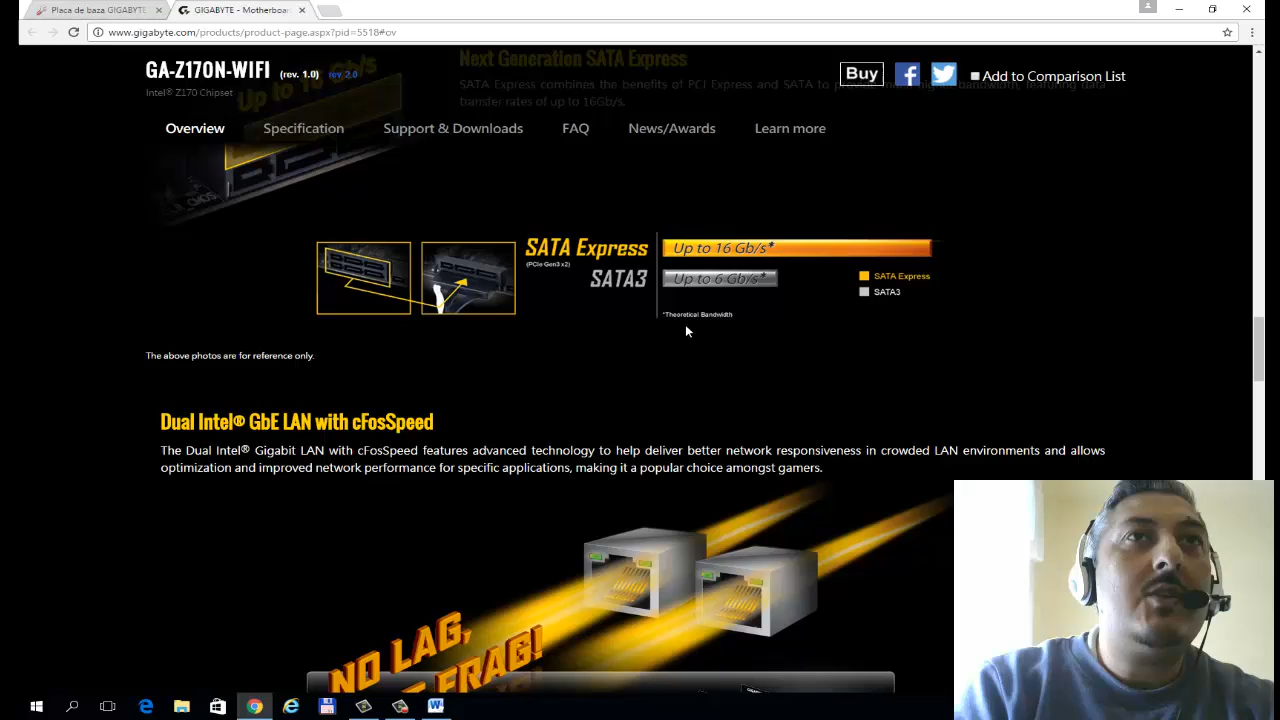 Placa de baza GIGABYTE
GIGABYTE - Motherboar
www.gigabyte.com/products/product-page.aspx?pid=5518#ov
Next Generation SATA Express
GA-Z170N-WIFI (rev. 1.0) rev. 2.0
Intel® Z170 Chipset
Buy
Add to Comparison List
SATA Express combines the benefits of PCI Express and SATA to data
transfer rates of up to 16Gb/s.
Up to 16 Gb/s
Overview Specification Support & Downloads FAQ News/Awards Learn more
SATA Express
(PCIe Gen3 x2)
Up to 16 Gb/s*
SATA3
Up to 6 Gb/s*
SATA Express
SATA3
*Theoretical Bandwidth
The above photos are for reference only.
Dual Intel® GbE LAN with cFosSpeed
The Dual Intel® Gigabit LAN with cFosSpeed features advanced technology to help deliver better network responsiveness in crowded LAN environments and allows
optimization and improved network performance for specific applications, making it a popular choice amongst gamers.
NO LAG,
FRAG!